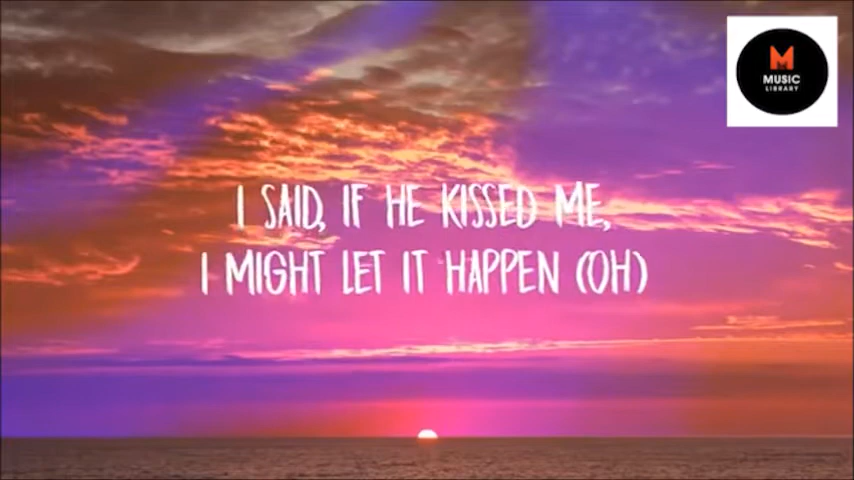 M
MUSIC
LIBRARY
I SAID, IF HE KISSED ME,
I MIGHT LET IT HAPPEN (OH)